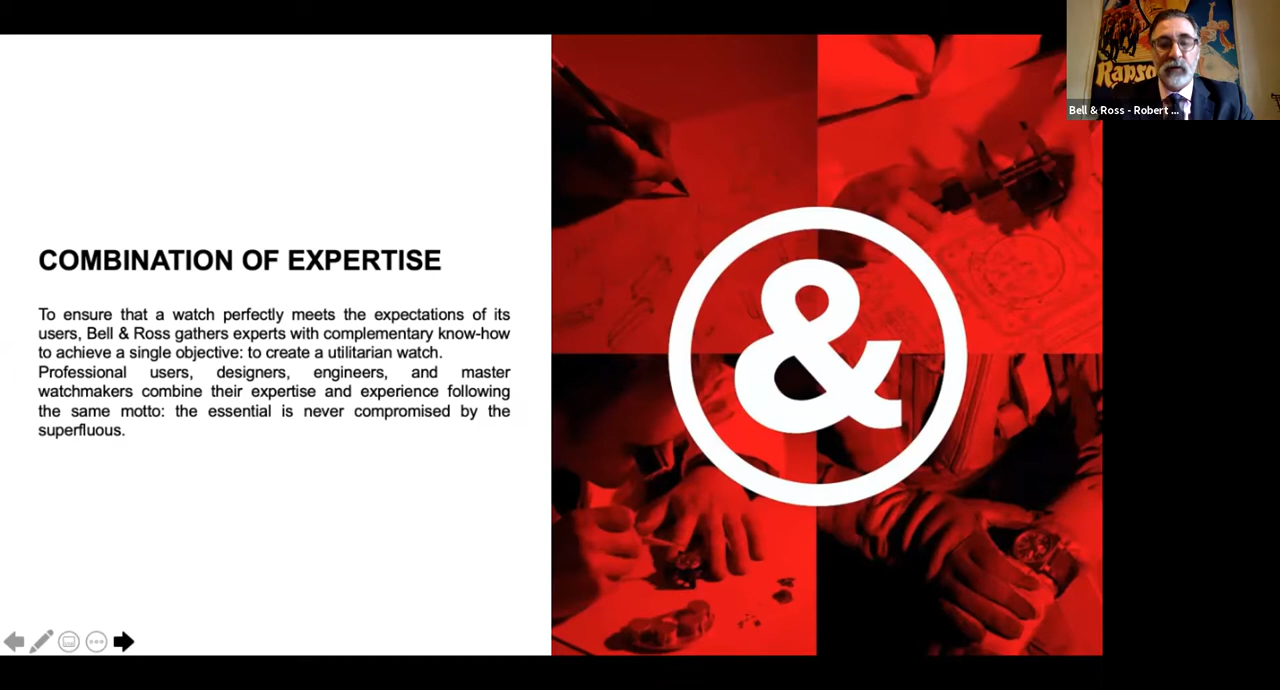 COMBINATION OF EXPERTISE
To ensure that a watch perfectly meets the expectations of its
users, Bell & Ross gathers experts with complementary know-how
to achieve a single objective: to create a utilitarian watch.
Professional users, designers, engineers, and master
watchmakers combine their expertise and experience following
the same motto: the essential is never compromised by the
superfluous.
&
Bell & Ross - Robert ...